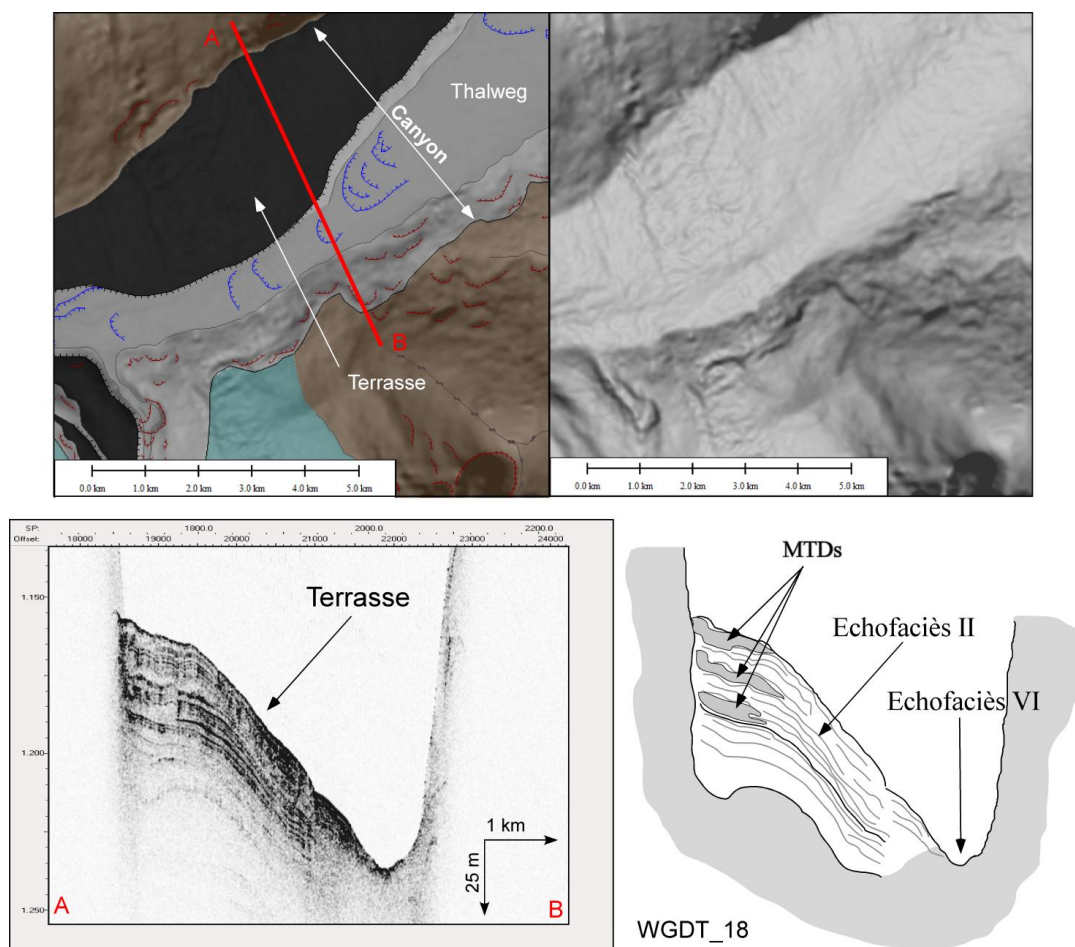 A
Canyon
Thalweg
B
Terrasse
0.0 km 1.0 km 2.0 km 3.0 km 4.0 km 5.0 km
0.0 km 1.0 km 2.0 km 3.0 km 4.0 km 5.0 km
SP: 1800.0 2000.0 2200.0
Offset: 18000 19000 20000 21000 22000 23000 24000
1.150
1.200
1.250
Terrasse
1 km
25 m
A
B
MTDs
Echofaciès II
Echofaciès VI
WGDT_18